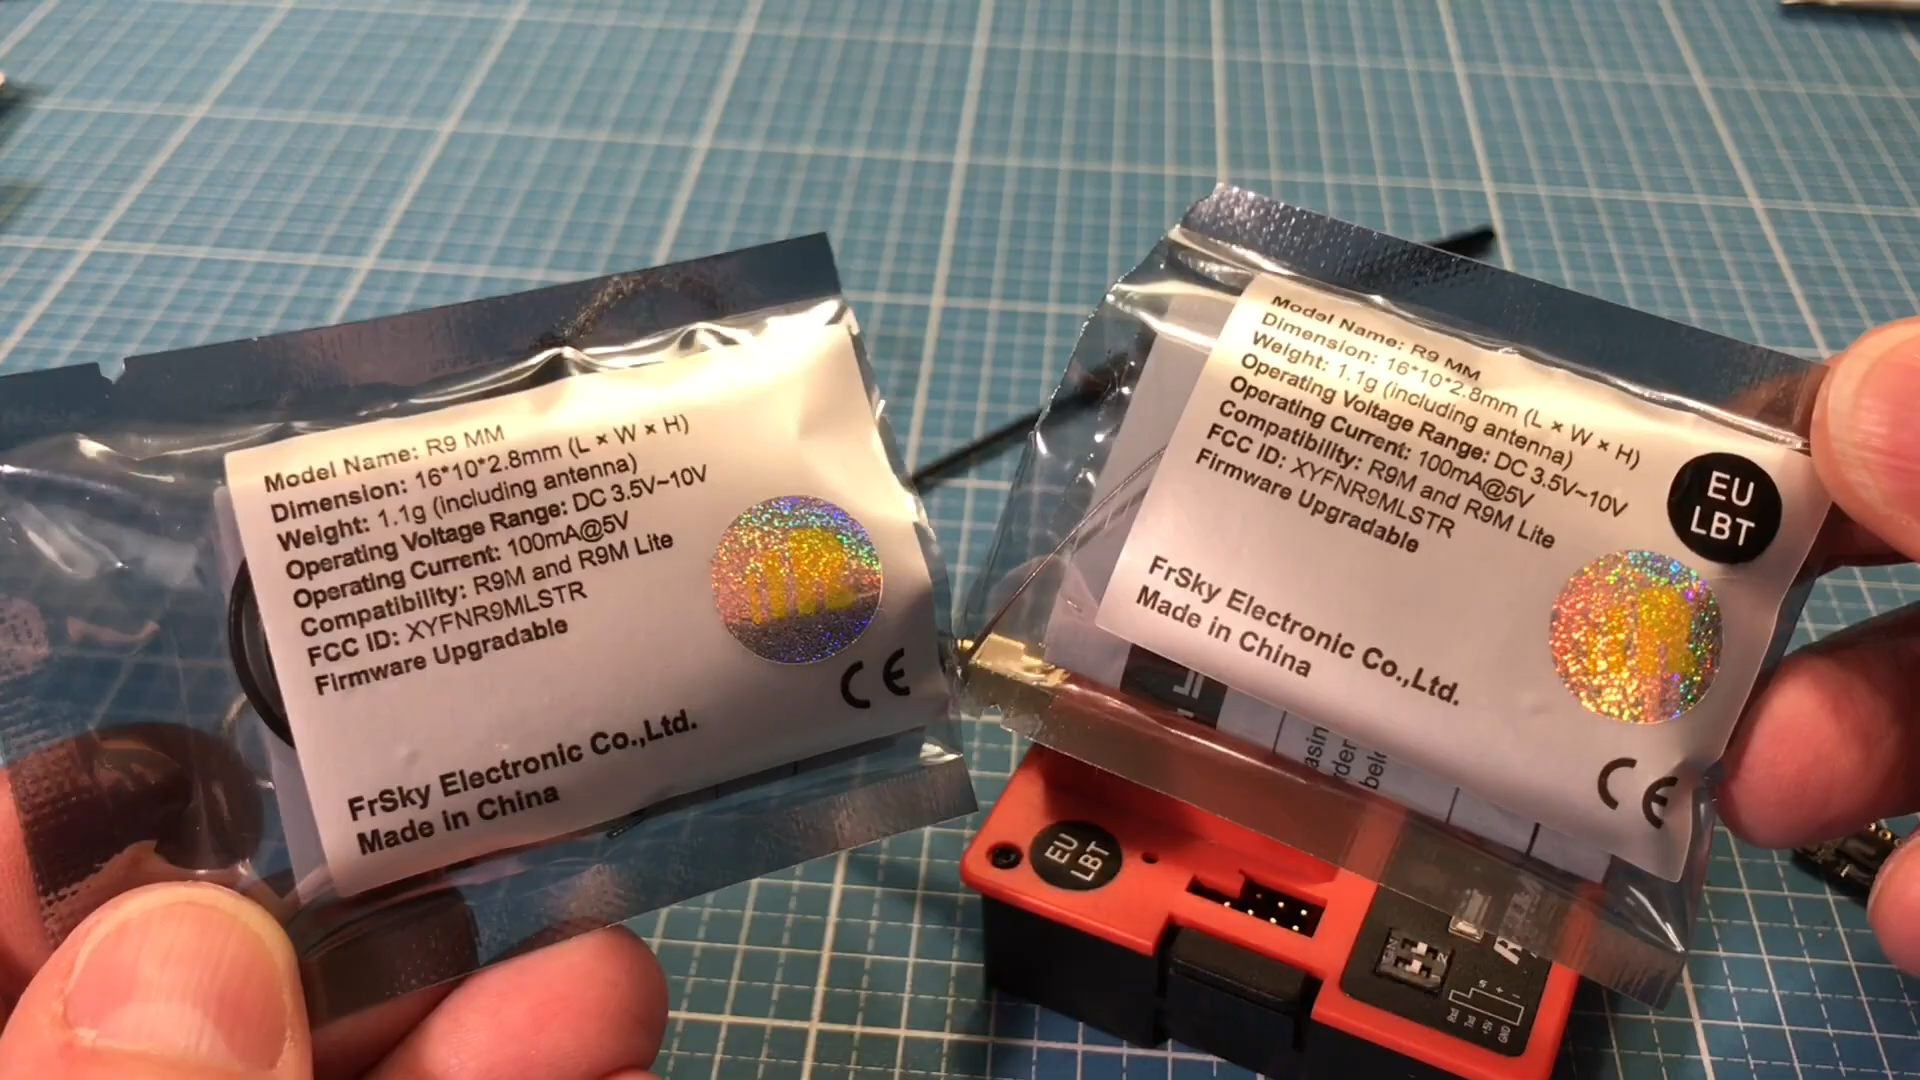 Model Name: R9 MM
Dimension: 16*10*2.8mm (L × W × H)
Weight: 1.1g (including antenna)
Operating Voltage Range: DC 3.5V~10V
Operating Current: 100mA@5V
Compatibility: R9M and R9M Lite
FCC ID: XYFNR9MLSTR
Firmware Upgradable
FrSky Electronic Co.,Ltd.
Made in China
CE
Model Name: R9 MM
Dimension: 16*10*2.8mm (L × W × H)
Weight: 1.1g (including antenna)
Operating Voltage Range: DC 3.5V~10V
Operating Current: 100mA@5V
Compatibility: R9M and R9M Lite
FCC ID: XYFNR9MLSTR
Firmware Upgradable
EU
LBT
FrSky Electronic Co.,Ltd.
Made in China
CE
EU
LBT
S + -
Rxd
Txd
+5V
GND